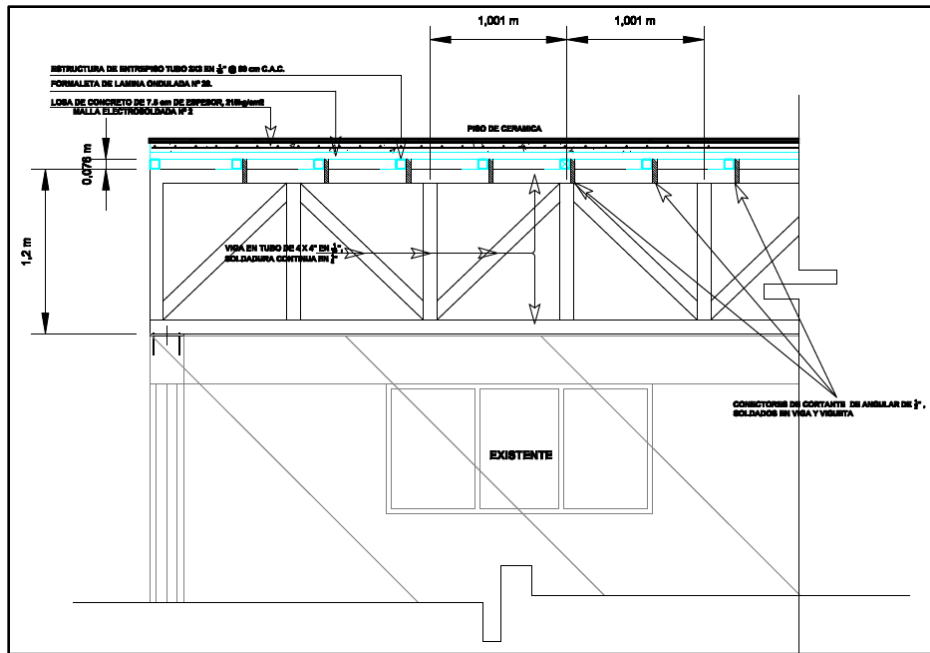 1,001 m
1,001 m
ESTRUCTURA DE ENTREPISO TUBO 3X3 EN @ 60 cm C.A.C.
FORMALETA DE LAMINA ONDULADA Nº 28.
LOSA DE CONCRETO DE 7.5 cm DE ESPESOR, 210kg/cm2
MALLA ELECTROSOLDADA Nº 2
PISO DE CERAMICA
0,076 m
1,2 m
VIGA EN TUBO DE 4 X 4" EN
SOLDADURA CONTINUA EN
CONECTORES DE CORTANTE DE ANGULAR DE
SOLDADOS EN VIGA Y VIGUETA
EXISTENTE